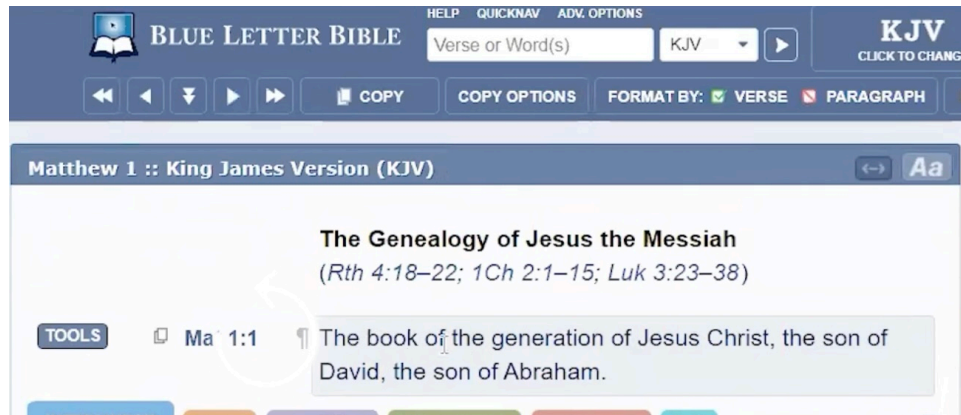 HELP QUICKNAV ADV. OPTIONS
BLUE LETTER BIBLE
Verse or Word(s)
KJV
KJV
CLICK TO CHANG
COPY
COPY OPTIONS
FORMAT BY: VERSE PARAGRAPH
Matthew 1 :: King James Version (KJV)
Aa
The Genealogy of Jesus the Messiah
(Rth 4:18–22; 1Ch 2:1–15; Luk 3:23–38)
TOOLS
Ma 1:1
¶ The book of the generation of Jesus Christ, the son of
David, the son of Abraham.